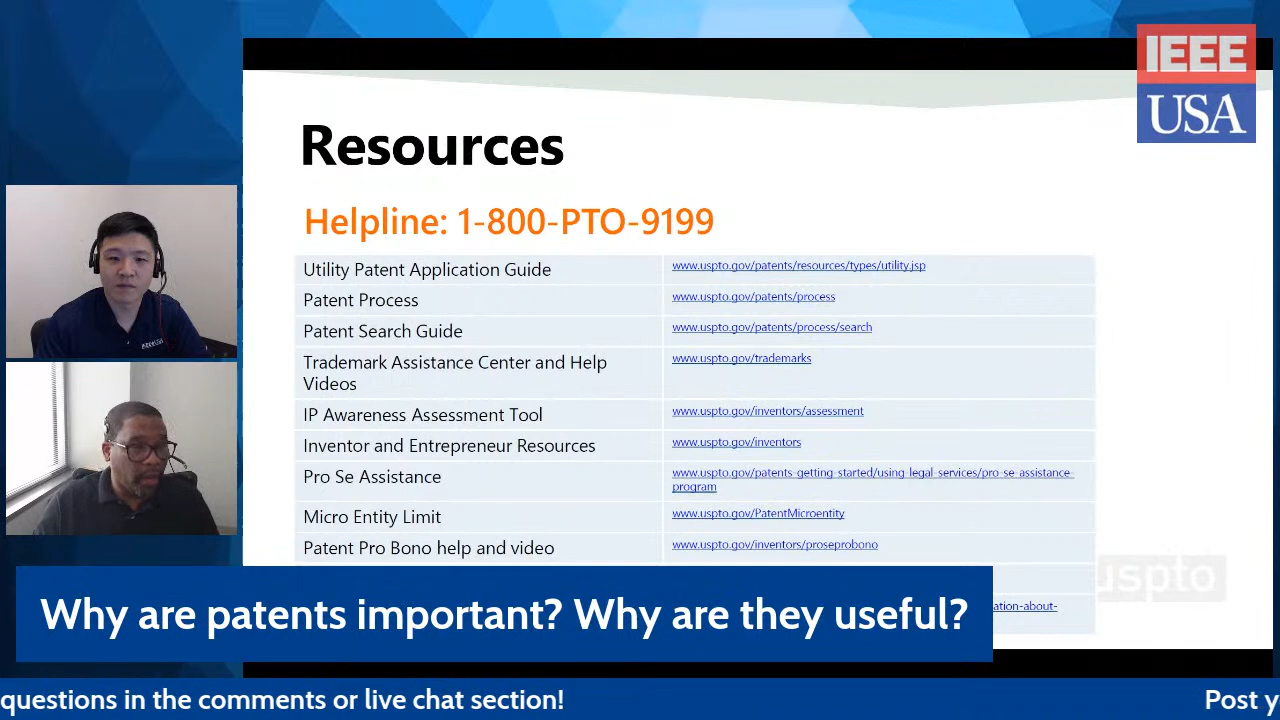 IEEE
USA
Resources
Helpline: 1-800-PTO-9199
Utility Patent Application Guide
www.uspto.gov/patents/resources/types/utility.jsp
Patent Process
www.uspto.gov/patents/process
Patent Search Guide
www.uspto.gov/patents/process/search
Trademark Assistance Center and Help
Videos
www.uspto.gov/trademarks
IP Awareness Assessment Tool
www.uspto.gov/inventors/assessment
Inventor and Entrepreneur Resources
www.uspto.gov/inventors
Pro Se Assistance
www.uspto.gov/patents-getting-started/using-legal-services/pro-se-assistance-
program
Micro Entity Limit
www.uspto.gov/PatentMicroentity
Patent Pro Bono help and video
www.uspto.gov/inventors/proseprobono
uspto
ation-about-
Why are patents important? Why are they useful?
questions in the comments or live chat section!
Post y